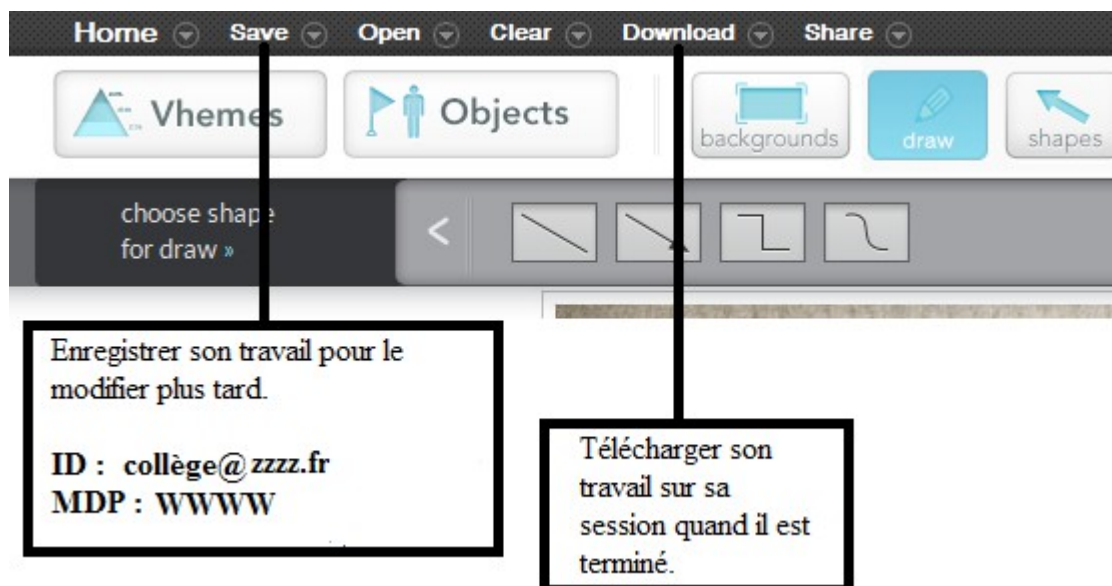 Home Save Open Clear Download Share
Vhemes Objects backgrounds draw shapes
choose shape
for draw »
Enregistrer son travail pour le
modifier plus tard.
ID : collège@zzzz.fr
MDP : WWWW
Télécharger son
travail sur sa
session quand il est
terminé.